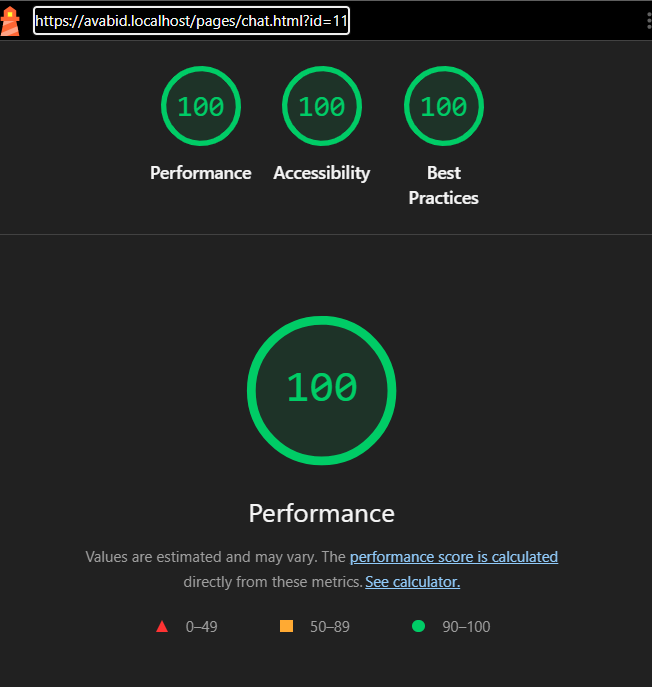 https://avabid.localhost/pages/chat.html?id=11
100 100 100
Performance Accessibility Best
Practices
100
Performance
Values are estimated and may vary. The performance score is calculated
directly from these metrics. See calculator.
0–49 50–89 90–100